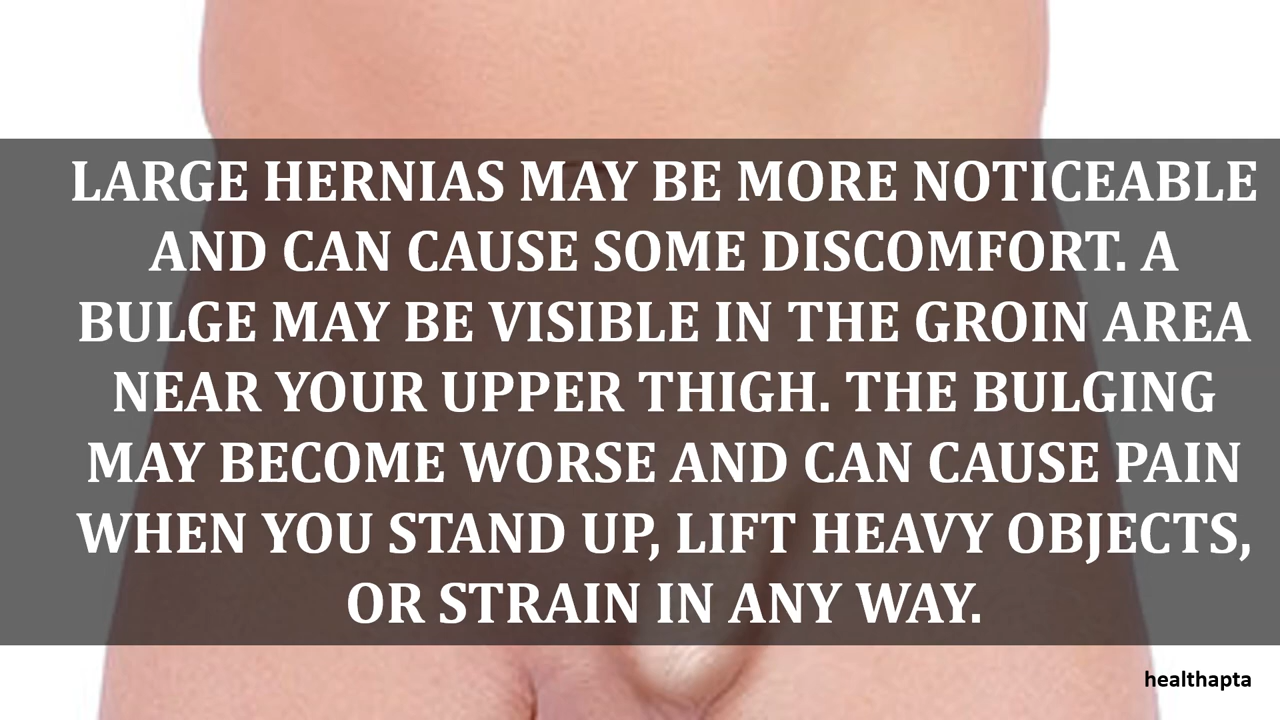 LARGE HERNIAS MAY BE MORE NOTICEABLE
AND CAN CAUSE SOME DISCOMFORT. A
BULGE MAY BE VISIBLE IN THE GROIN AREA
NEAR YOUR UPPER THIGH. THE BULGING
MAY BECOME WORSE AND CAN CAUSE PAIN
WHEN YOU STAND UP, LIFT HEAVY OBJECTS,
OR STRAIN IN ANY WAY.
healthapta